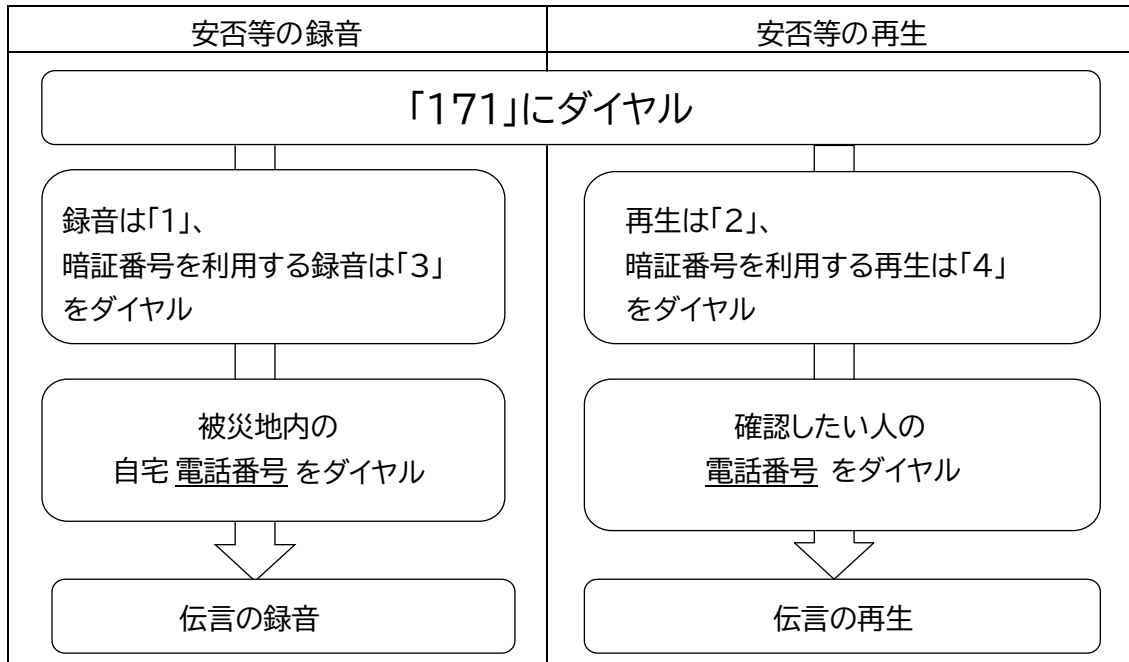 安否等の録音
安否等の再生
「171」にダイヤル
録音は「1」、
暗証番号を利用する録音は「3」
をダイヤル
再生は「2」、
暗証番号を利用する再生は「4」
をダイヤル
被災地内の
自宅 電話番号 をダイヤル
確認したい人の
電話番号 をダイヤル
伝言の録音
伝言の再生